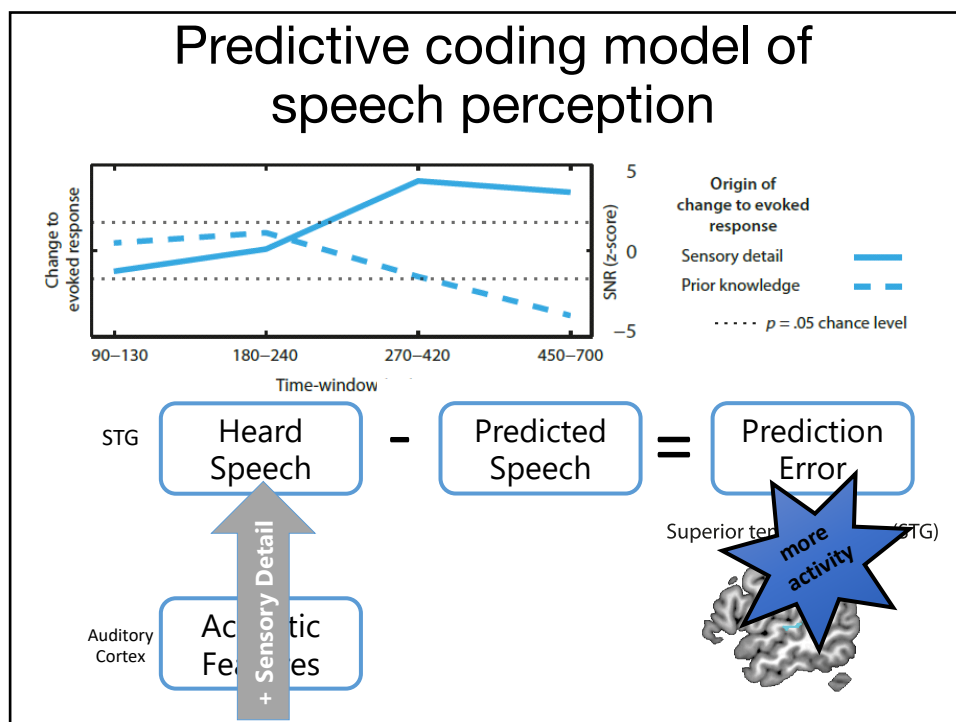 Predictive coding model of
speech perception
Change to
evoked response
5
0
−5
SNR (z-score)
90–130
180–240
270–420
450–700
Time-window
Origin of
change to evoked
response
Sensory detail
Prior knowledge
p = .05 chance level
STG
Heard
Speech
-
Predicted
Speech
=
Prediction
Error
Superior (STG)
more
activity
+ Sensory Detail
Auditory
Cortex